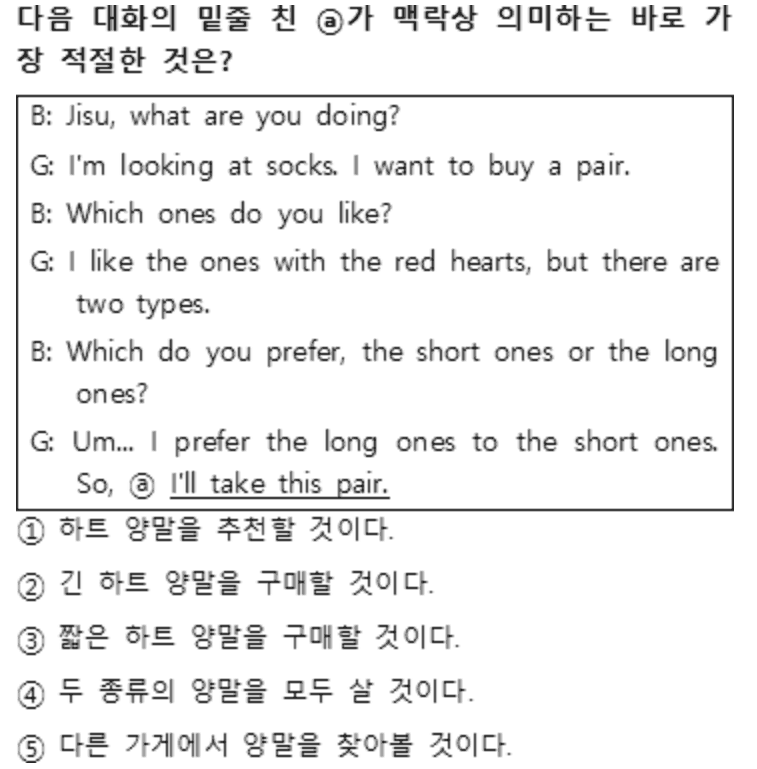 다음 대화의 밑줄 친 ⓐ가 맥락상 의미하는 바로 가
장 적절한 것은?
B: Jisu, what are you doing?
G: I'm looking at socks. I want to buy a pair.
B: Which ones do you like?
G: I like the ones with the red hearts, but there are
two types.
B: Which do you prefer, the short ones or the long
ones?
G: Um... I prefer the long ones to the short ones.
So, ⓐ I'll take this pair.
① 하트 양말을 추천할 것이다.
② 긴 하트 양말을 구매할 것이다.
③ 짧은 하트 양말을 구매할 것이다.
④ 두 종류의 양말을 모두 살 것이다.
⑤ 다른 가게에서 양말을 찾아볼 것이다.